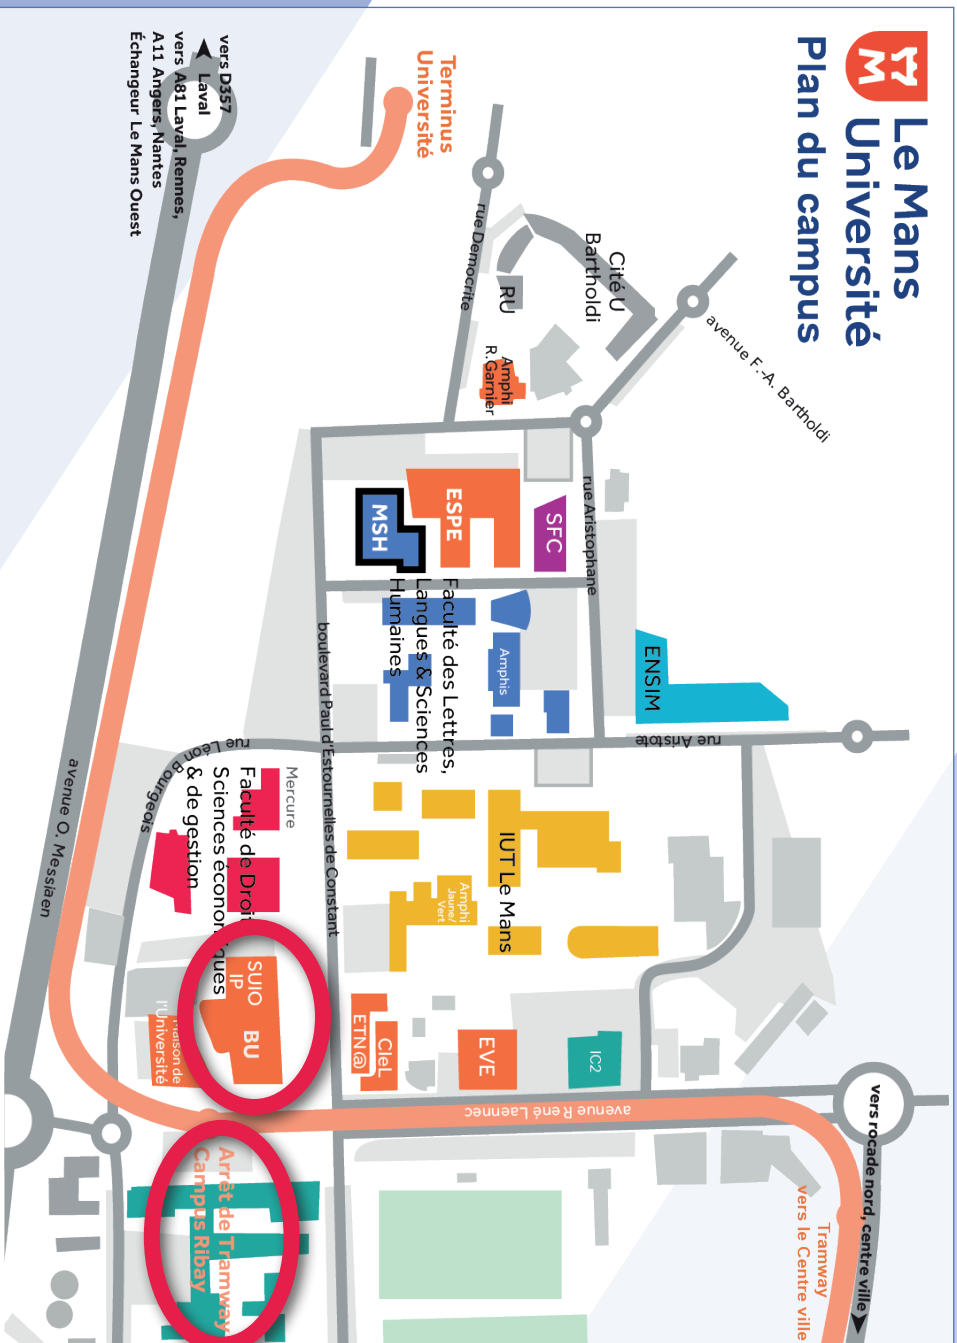 Le Mans
Université
Plan du campus
Terminus
Université
vers D357
Laval
vers A81 Laval, Rennes,
A11 Angers, Nantes
Échangeur Le Mans Ouest
rue Democrite
Cité U
Bartholdi
RU
Amphi
R.Garnier
avenue F.-A. Bartholdi
rue Aristophane
ESPE
MSH
SFC
Faculté des Lettres,
Langues & Sciences
Humaines
Amphis
ENSIM
rue Aristote
boulevard Paul d'Estournelles de Constant
rue Léon Bourgeois
avenue O. Messiaen
Mercure
Faculté de Droit
Sciences économiques
& de gestion
IUT Le Mans
Amphi
Jaune/
Vert
SUIO
IP
BU
Maison de
l'Université
ETN@
CleL
EVE
IC2
avenue René Laennec
vers rocade nord, centre ville
Tramway
vers le Centre ville
Arrêt de Tramway
Campus Ribay